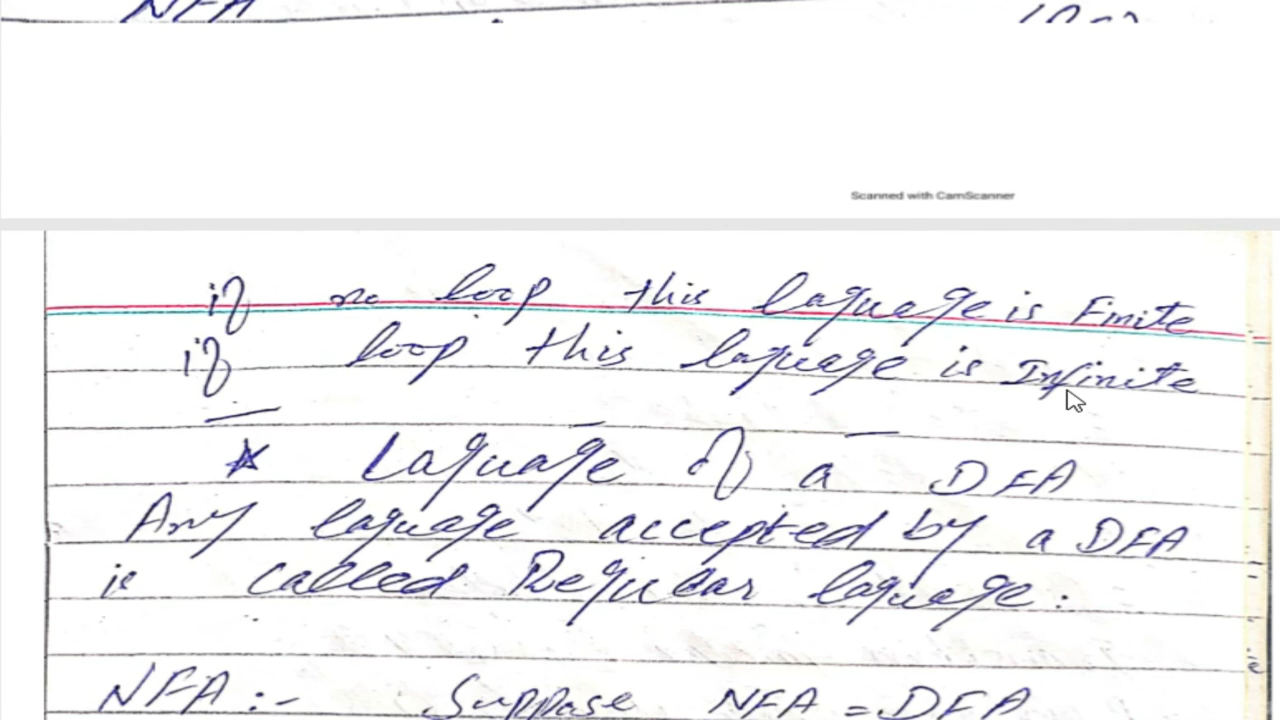 NFA
Scanned with CamScanner
if no loop this laguage is Finite
if loop this laguage is Infinite
* Laguage of a DFA
Any laguage accepted by a DFA
is called Regular laguage.
NFA :- Suppose NFA = DFA